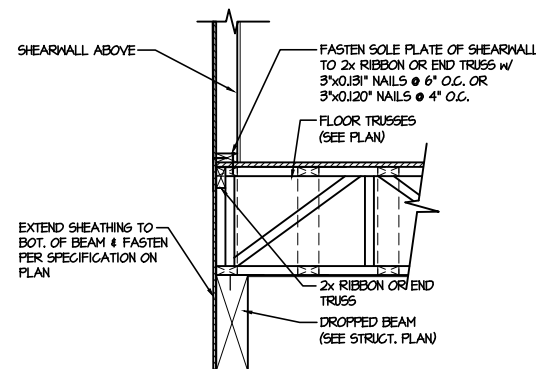 SHEARWALL ABOVE
FASTEN SOLE PLATE OF SHEARWALL
TO 2x RIBBON OR END TRUSS W/
3"x0.131" NAILS @ 6" O.C. OR
3"x0.120" NAILS @ 4" O.C.
FLOOR TRUSSES
(SEE PLAN)
EXTEND SHEATHING TO
BOT. OF BEAM & FASTEN
PER SPECIFICATION ON
PLAN
2x RIBBON OR END
TRUSS
DROPPED BEAM
(SEE STRUCT. PLAN)